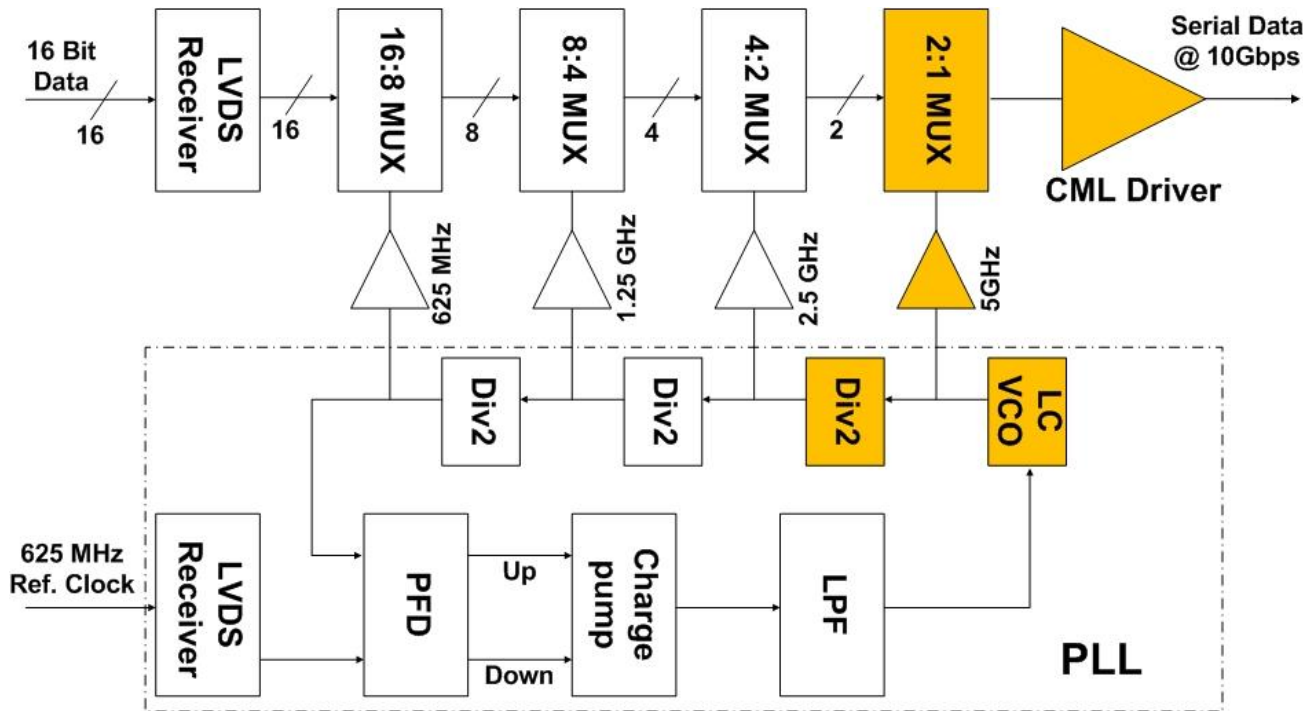 16 Bit
Data
16
LVDS
Receiver
16
16:8 MUX
8
8:4 MUX
4
4:2 MUX
2
2:1 MUX
CML Driver
Serial Data
@ 10Gbps
625 MHz
1.25 GHz
2.5 GHz
5GHz
Div2
Div2
Div2
LC
VCO
625 MHz
Ref. Clock
LVDS
Receiver
PFD
Up
Down
Charge
pump
LPF
PLL